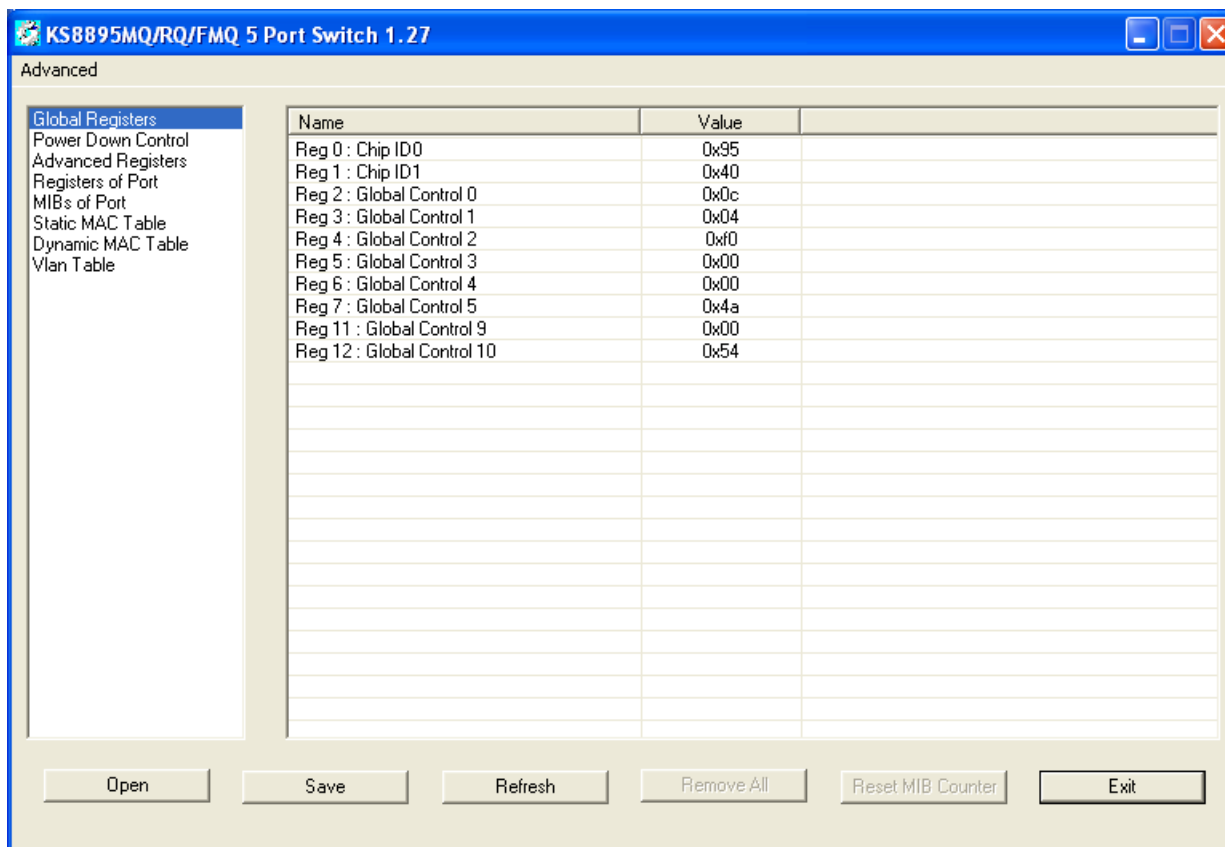 KS8895MQ/RQ/FMQ 5 Port Switch 1.27
Advanced
Global Registers
Power Down Control
Advanced Registers
Registers of Port
MIBs of Port
Static MAC Table
Dynamic MAC Table
Vlan Table
Name Value
Reg 0 : Chip ID0 0x95
Reg 1 : Chip ID1 0x40
Reg 2 : Global Control 0 0x0c
Reg 3 : Global Control 1 0x04
Reg 4 : Global Control 2 0xf0
Reg 5 : Global Control 3 0x00
Reg 6 : Global Control 4 0x00
Reg 7 : Global Control 5 0x4a
Reg 11 : Global Control 9 0x00
Reg 12 : Global Control 10 0x54
Open Save Refresh Remove All Reset MIB Counter Exit